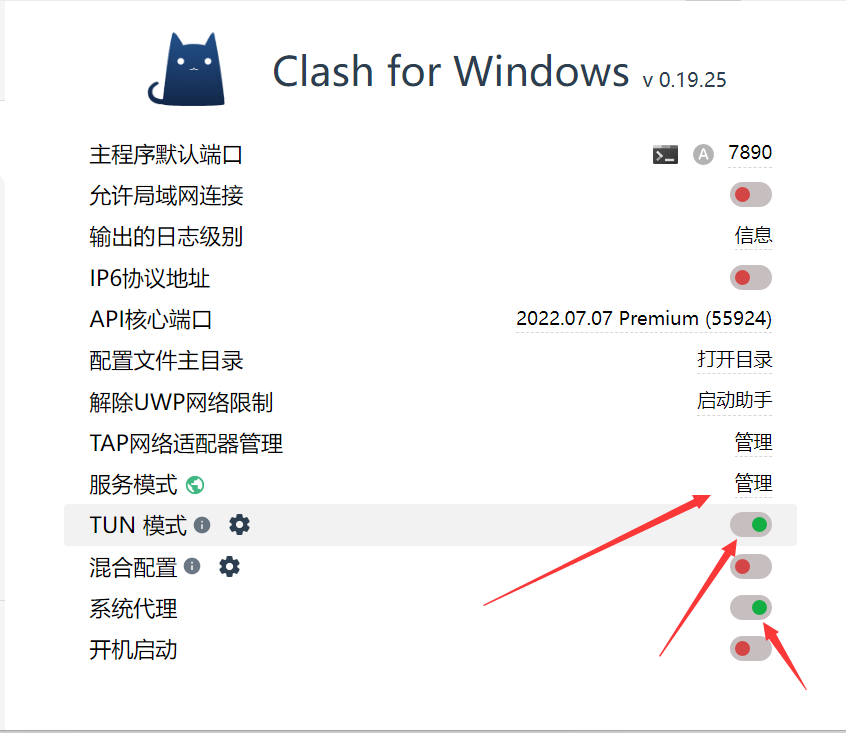 Clash for Windows v 0.19.25
主程序默认端口 A 7890
允许局域网连接
输出的日志级别 信息
IP6协议地址
API核心端口 2022.07.07 Premium (55924)
配置文件主目录 打开目录
解除UWP网络限制 启动助手
TAP网络适配器管理 管理
服务模式 管理
TUN 模式
混合配置
系统代理
开机启动